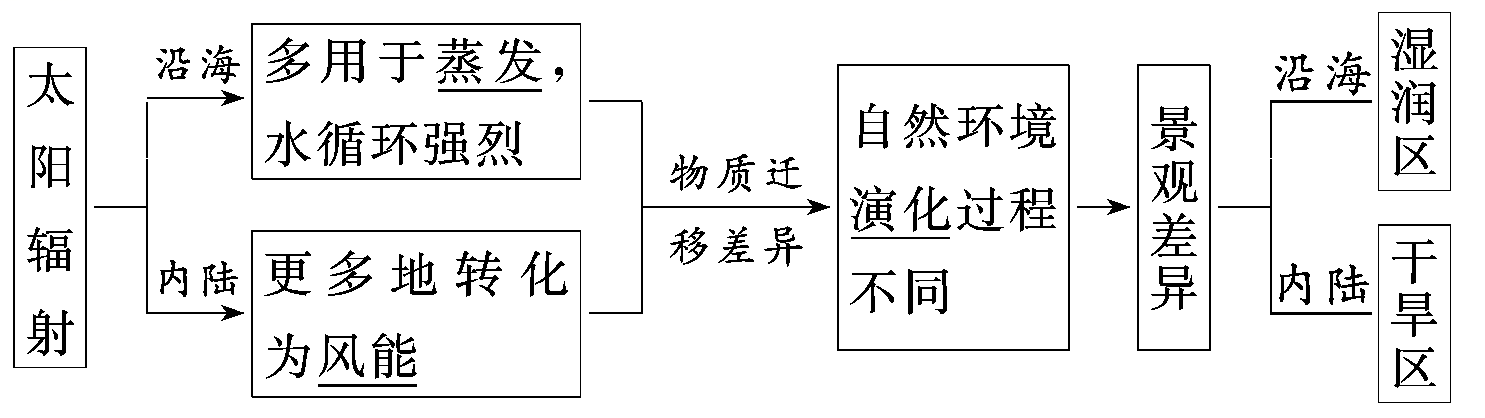 太阳辐射
沿海
多用于蒸发，
水循环强烈
内陆
更多地转化
为风能
物质迁
移差异
自然环境
演化过程
不同
景观差异
沿海
湿润区
内陆
干旱区